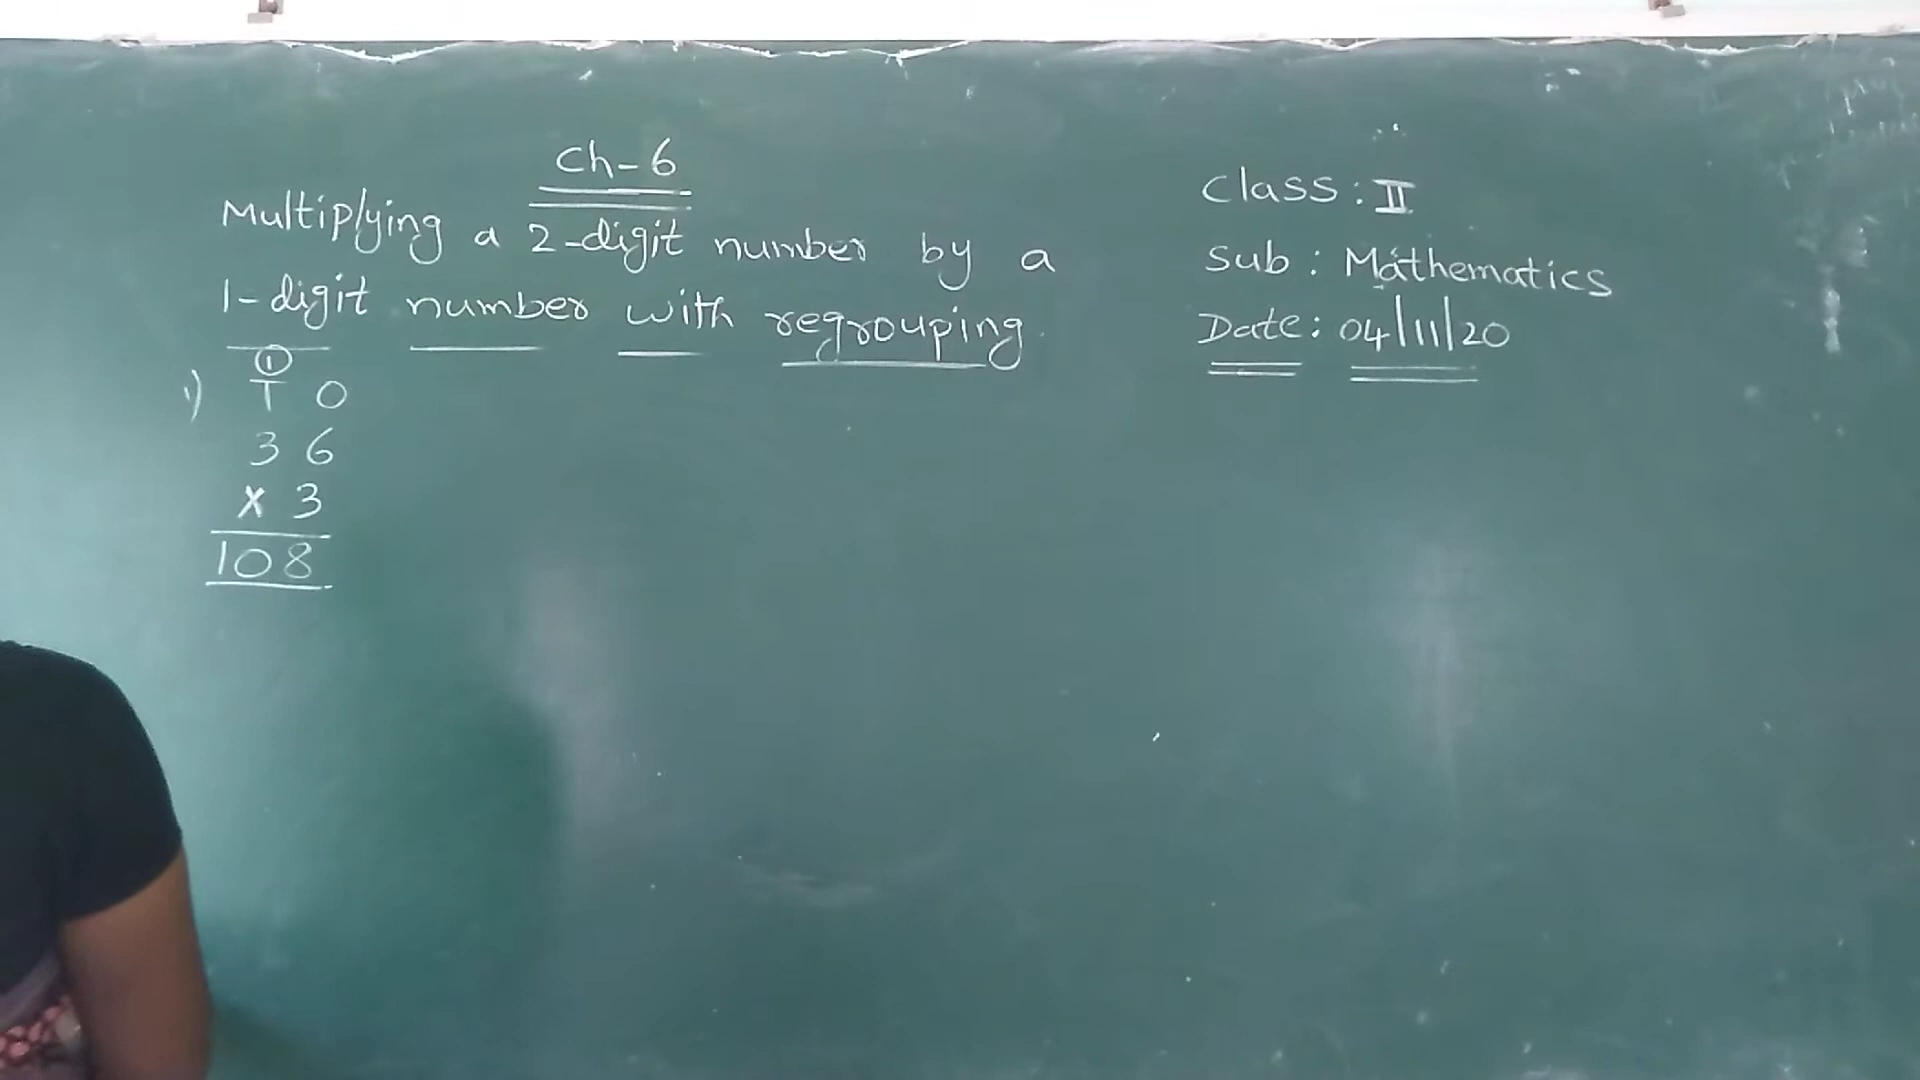 Ch-6
Multiplying a 2-digit number by a
1-digit number with regrouping.
1
1) T O
3 6
x 3
108
Class: II
Sub: Mathematics
Date: 04/11/20